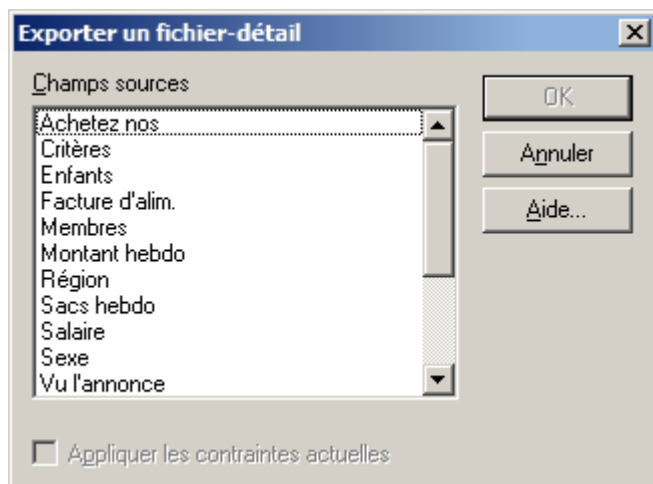 Exporter un fichier-détail
Champs sources
Achetez nos
Critères
Enfants
Facture d'alim.
Membres
Montant hebdo
Région
Sacs hebdo
Salaire
Sexe
Vu l'annonce
OK
Annuler
Aide...
Appliquer les contraintes actuelles